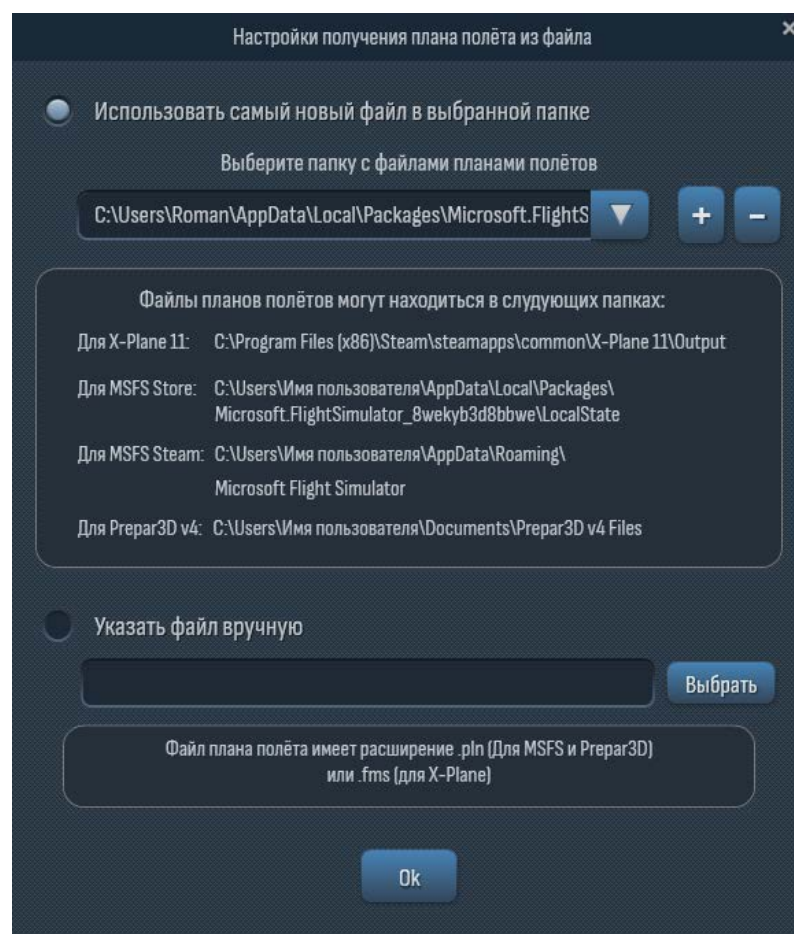 Настройки получения плана полёта из файла
Использовать самый новый файл в выбранной папке
Выберите папку с файлами планами полётов
C:\Users\Roman\AppData\Local\Packages\Microsoft.FlightS
+ -
Файлы планов полётов могут находиться в слудующих папках:
Для X-Plane 11: C:\Program Files (x86)\Steam\steamapps\common\X-Plane 11\Output
Для MSFS Store: C:\Users\Имя пользователя\AppData\Local\Packages\
Microsoft.FlightSimulator_8wekyb3d8bbwe\LocalState
Для MSFS Steam: C:\Users\Имя пользователя\AppData\Roaming\
Microsoft Flight Simulator
Для Prepar3D v4: C:\Users\Имя пользователя\Documents\Prepar3D v4 Files
Указать файл вручную
Выбрать
Файл плана полёта имеет расширение .pln (Для MSFS и Prepar3D)
или .fms (для X-Plane)
Ok